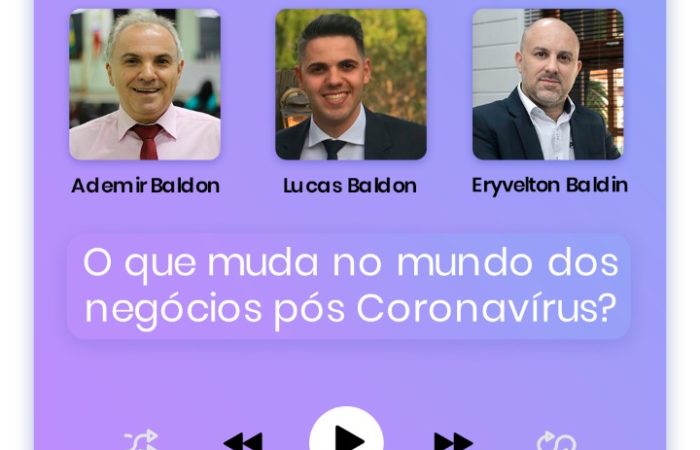 Ademir Baldon
Lucas Baldon
Eryvelton Baldin
O que muda no mundo dos
negócios pós Coronavírus?